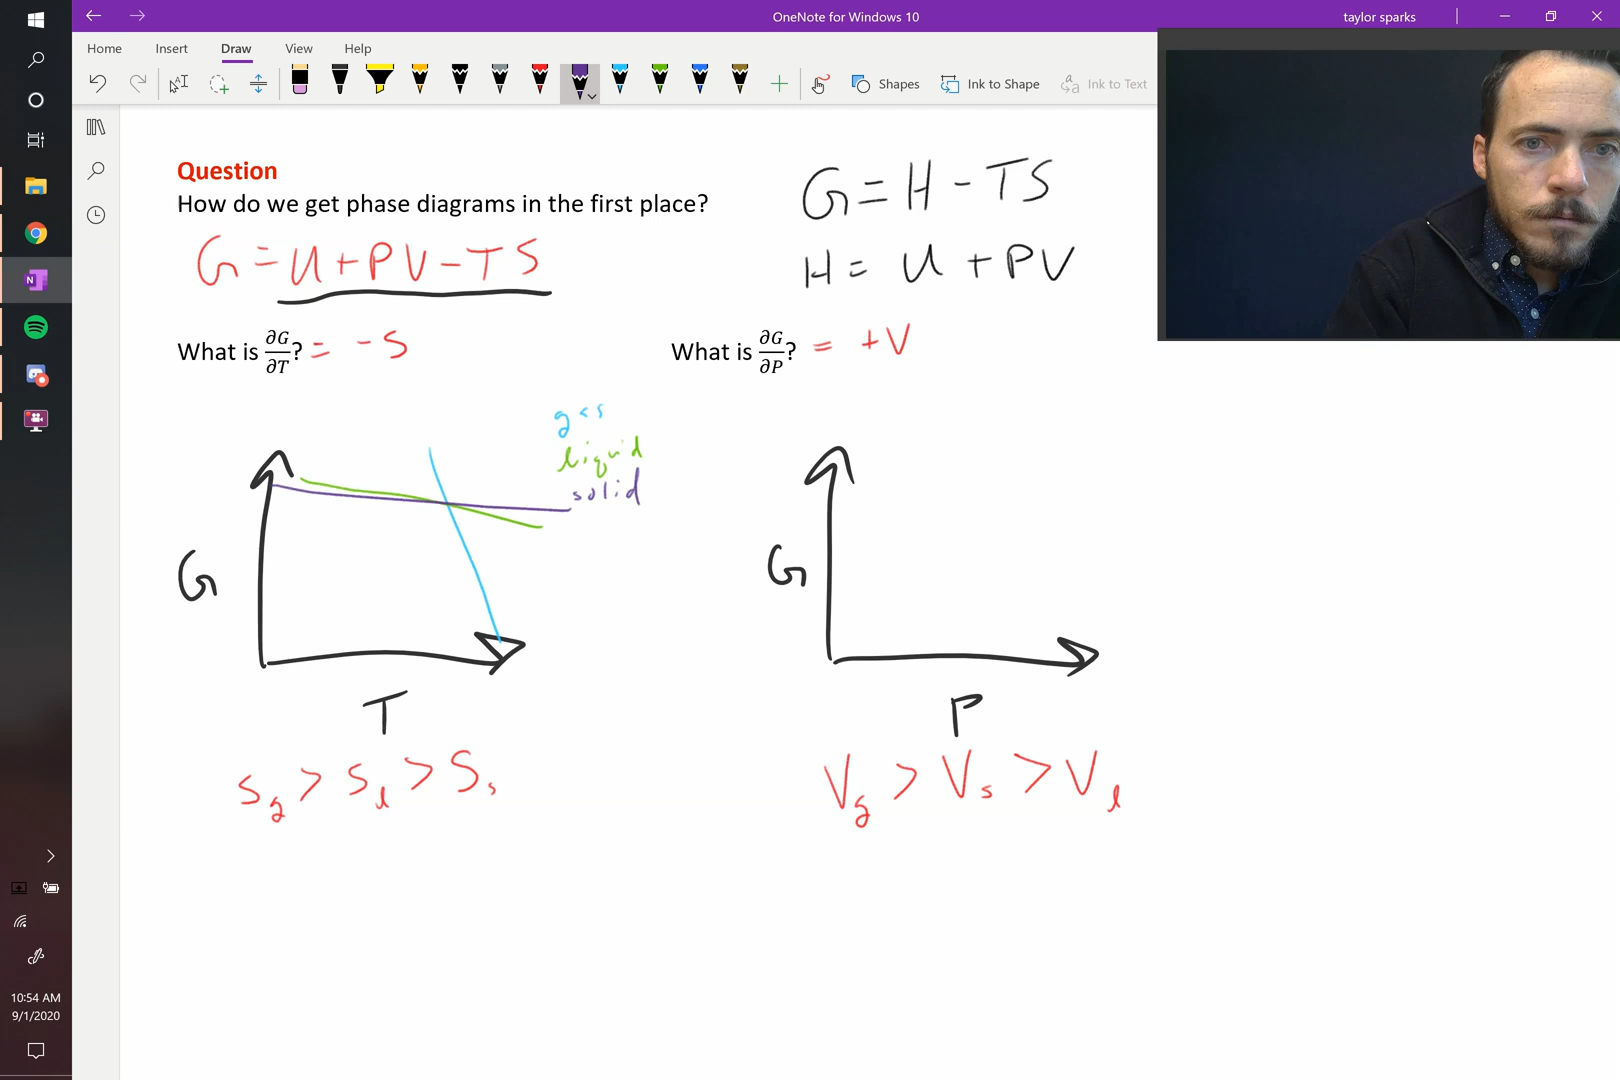 OneNote for Windows 10
taylor sparks
Home Insert Draw View Help
Shapes
Ink to Shape
Ink to Text
Question
How do we get phase diagrams in the first place?
G = U + PV - TS
G = H - TS
H = U + PV
What is ∂G/∂T? = -S
What is ∂G/∂P? = +V
gas
liquid
solid
G
T
G
P
S_g > S_l > S_s
V_g > V_s > V_l
10:54 AM
9/1/2020